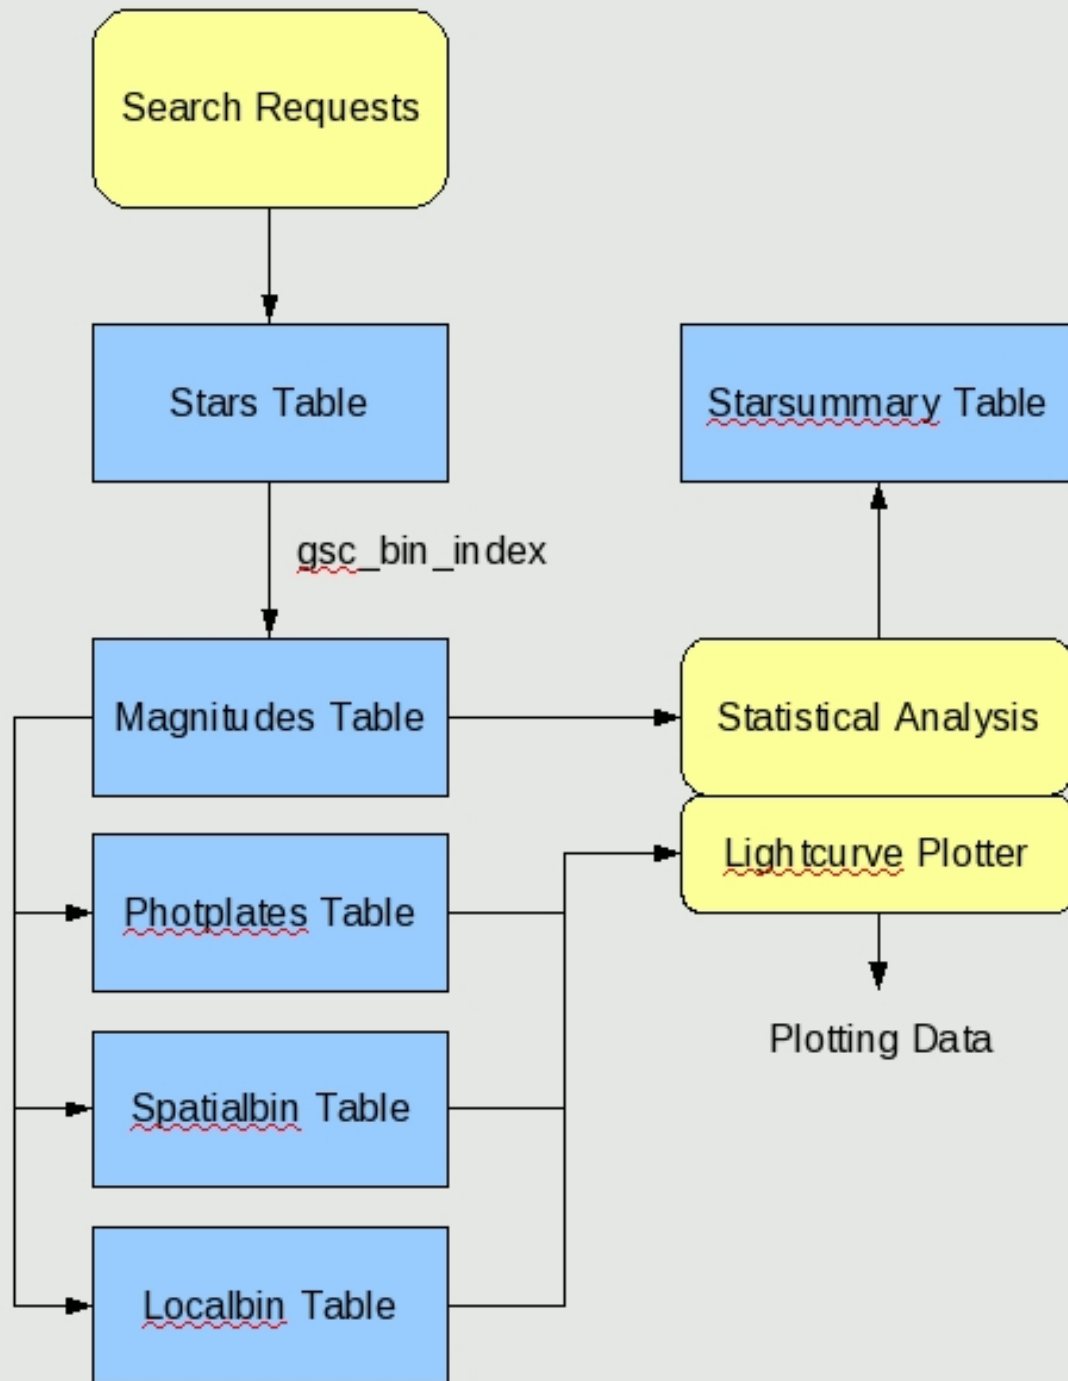 Search Requests
Stars Table
Starsummary Table
gsc_bin_index
Magnitudes Table
Statistical Analysis
Photplates Table
Lightcurve Plotter
Plotting Data
Spatialbin Table
Localbin Table